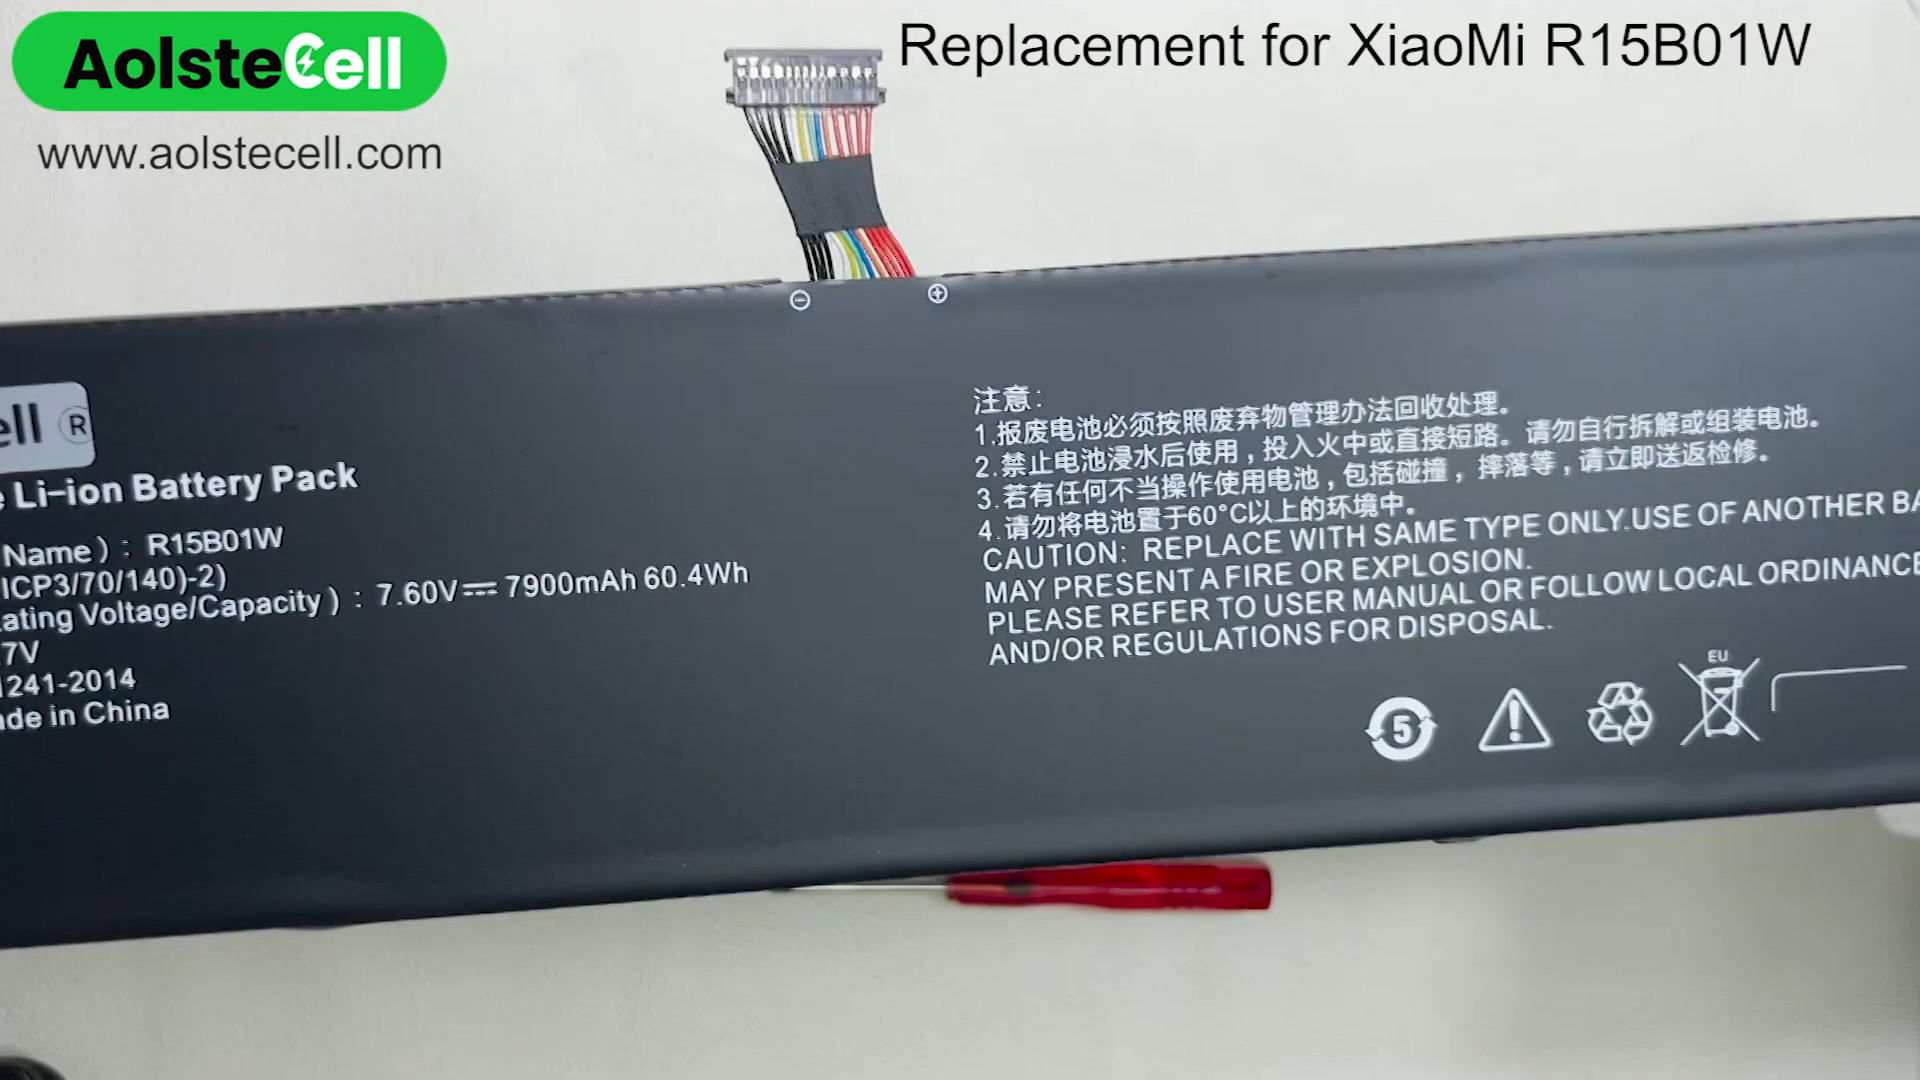 AolsteCell
www.aolstecell.com
Replacement for XiaoMi R15B01W
ell ®
Li-ion Battery Pack
Name）: R15B01W
ICP3/70/140)-2)
ating Voltage/Capacity）: 7.60V⎓7900mAh 60.4Wh
7V
1241-2014
de in China
注意:
1.报废电池必须按照废弃物管理办法回收处理。
2.禁止电池浸水后使用，投入火中或直接短路。请勿自行拆解或组装电池。
3.若有任何不当操作使用电池，包括碰撞，摔落等，请立即送返检修。
4.请勿将电池置于60°C以上的环境中。
CAUTION: REPLACE WITH SAME TYPE ONLY.USE OF ANOTHER BA
MAY PRESENT A FIRE OR EXPLOSION.
PLEASE REFER TO USER MANUAL OR FOLLOW LOCAL ORDINANCE
AND/OR REGULATIONS FOR DISPOSAL.
5
EU